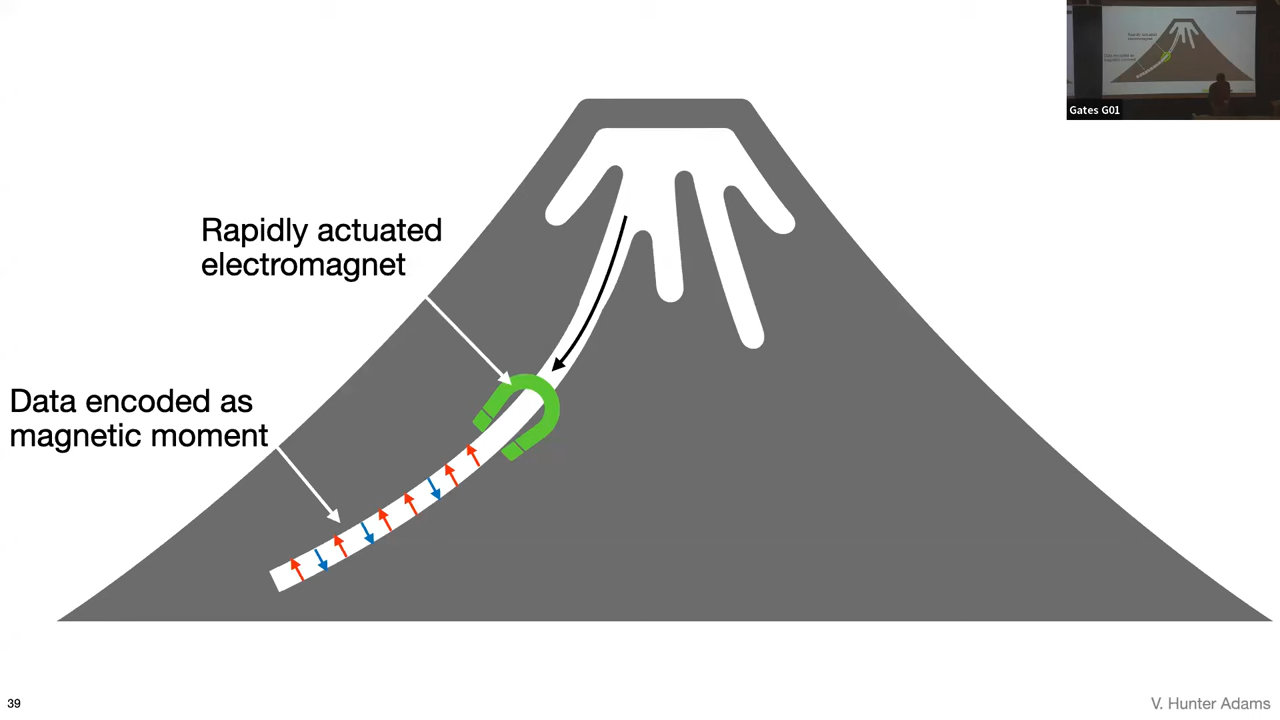 Gates G01
Rapidly actuated
electromagnet
Data encoded as
magnetic moment
39
V. Hunter Adams